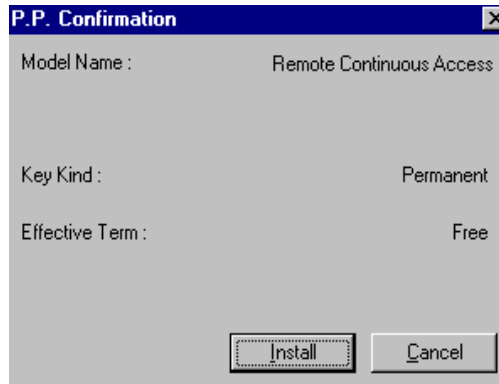 P.P. Confirmation
Model Name : Remote Continuous Access
Key Kind : Permanent
Effective Term : Free
Install Cancel